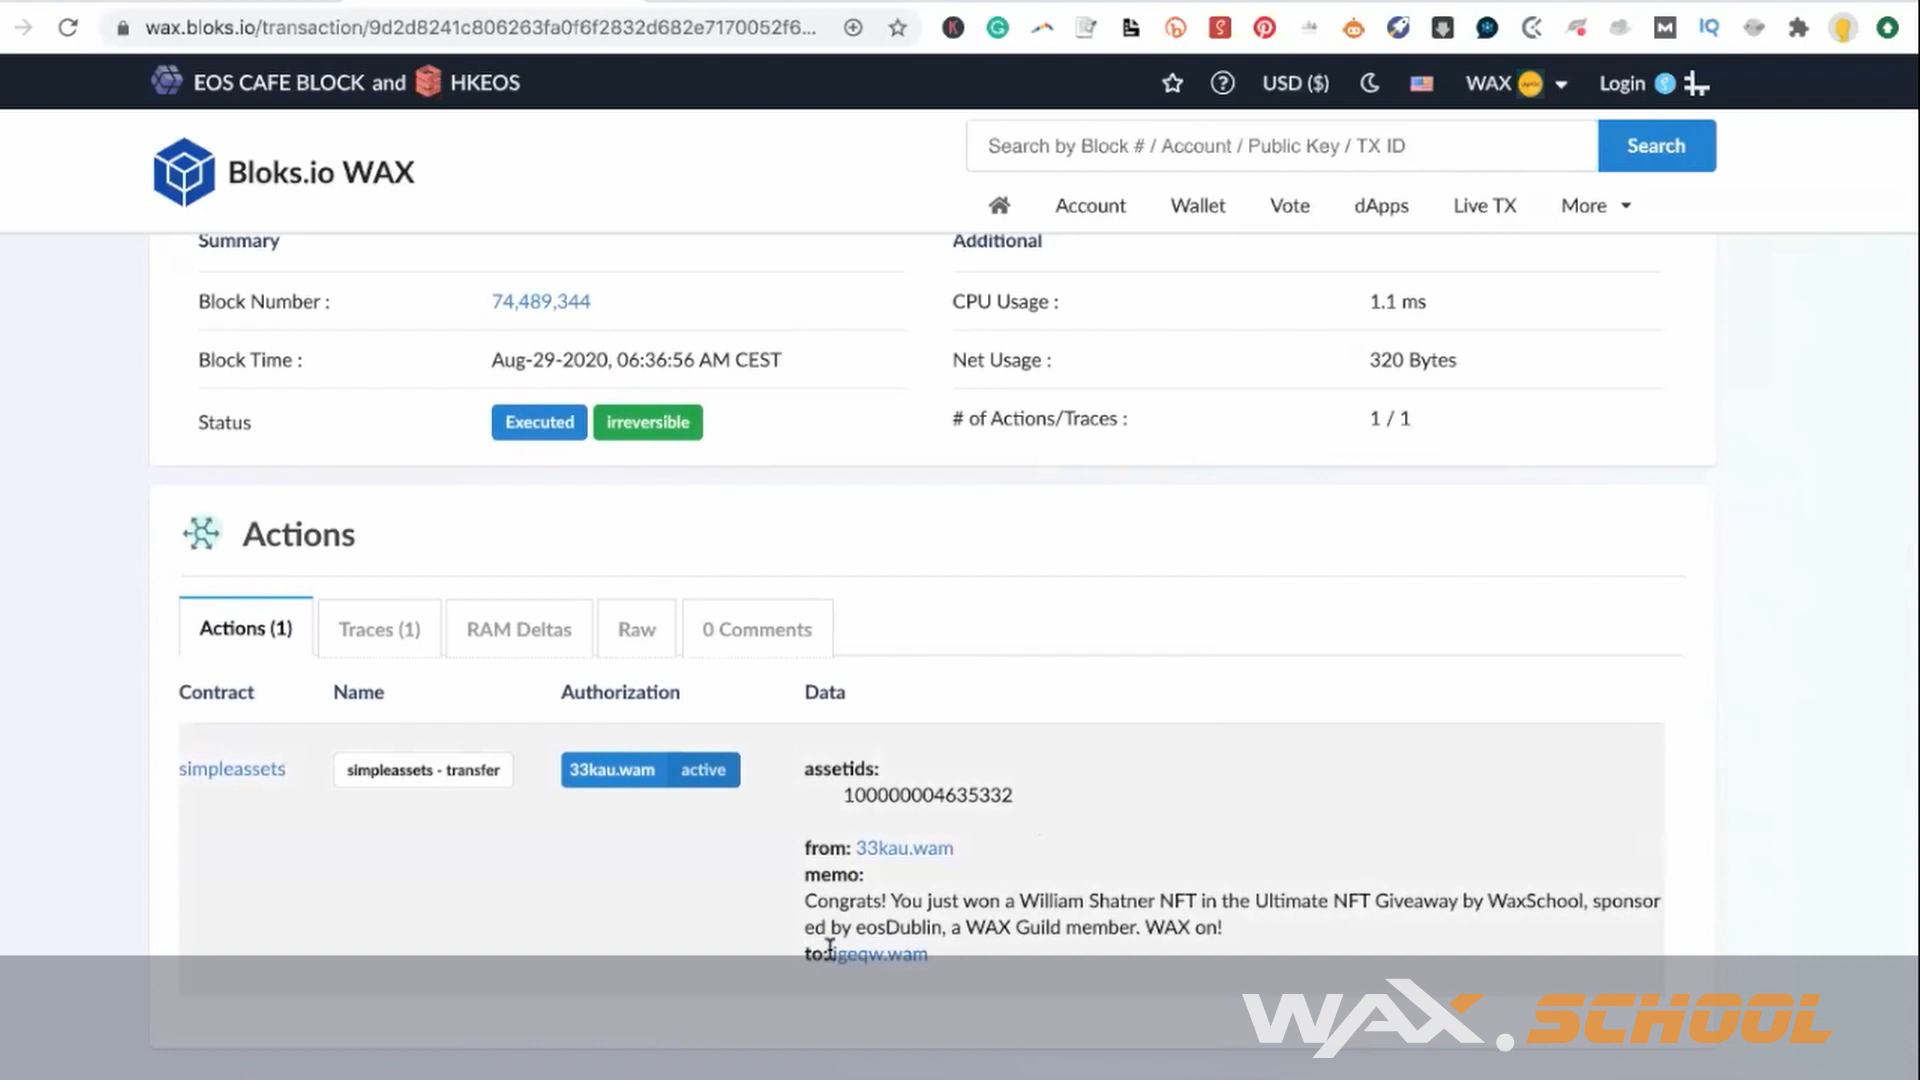 wax.bloks.io/transaction/9d2d8241c806263fa0f6f2832d682e7170052f6...
EOS CAFE BLOCK and HKEOS
USD ($) WAX Login
Bloks.io WAX
Search by Block # / Account / Public Key / TX ID
Search
Account Wallet Vote dApps Live TX More
Summary Additional
Block Number : 74,489,344 CPU Usage : 1.1 ms
Block Time : Aug-29-2020, 06:36:56 AM CEST Net Usage : 320 Bytes
Status Executed irreversible # of Actions/Traces : 1 / 1
Actions
Actions (1) Traces (1) RAM Deltas Raw 0 Comments
Contract Name Authorization Data
simpleassets simpleassets - transfer 33kau.wam active assetids:
100000004635332
from: 33kau.wam
memo:
Congrats! You just won a William Shatner NFT in the Ultimate NFT Giveaway by WaxSchool, sponsor
ed by eosDublin, a WAX Guild member. WAX on!
to:
WAX.SCHOOL